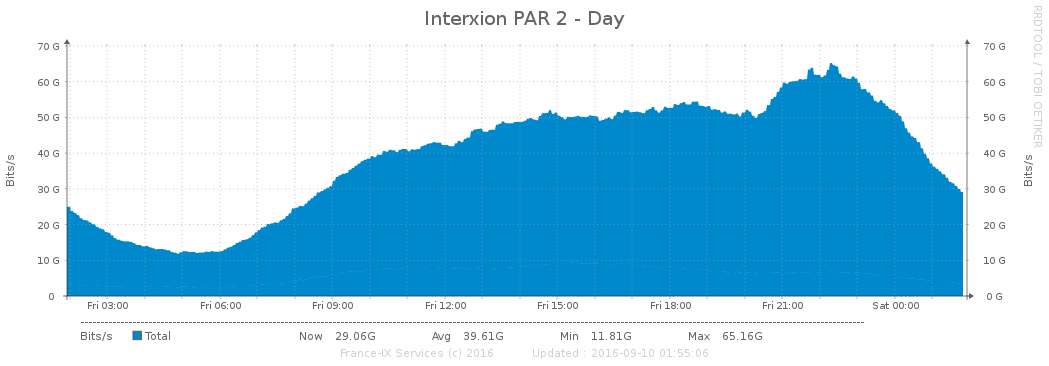 Interxion PAR 2 - Day
RRDTOOL / TOBI OETIKER
70 G 70 G
60 G 60 G
50 G 50 G
40 G 40 G
30 G 30 G
20 G 20 G
10 G 10 G
0 0 G
Bits/s
Bits/s
Fri 03:00 Fri 06:00 Fri 09:00 Fri 12:00 Fri 15:00 Fri 18:00 Fri 21:00 Sat 00:00
Bits/s Total Now 29.06G Avg 39.61G Min 11.81G Max 65.16G
France-IX Services (c) 2016 Updated : 2016-09-10 01:55:06